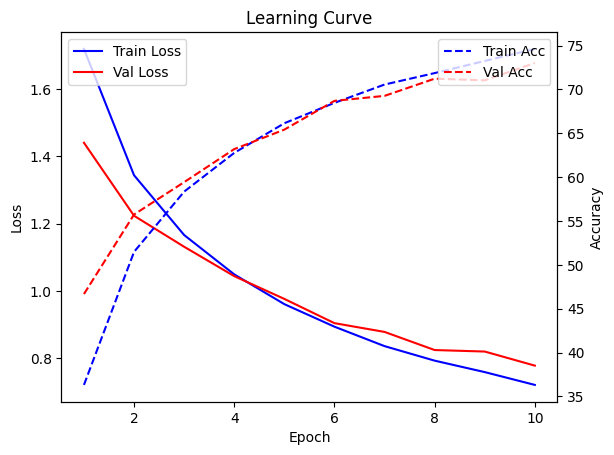 Learning Curve
Train Loss
Val Loss
Train Acc
Val Acc
1.6
1.4
1.2
1.0
0.8
Loss
75
70
65
60
55
50
45
40
35
Accuracy
2
4
6
8
10
Epoch